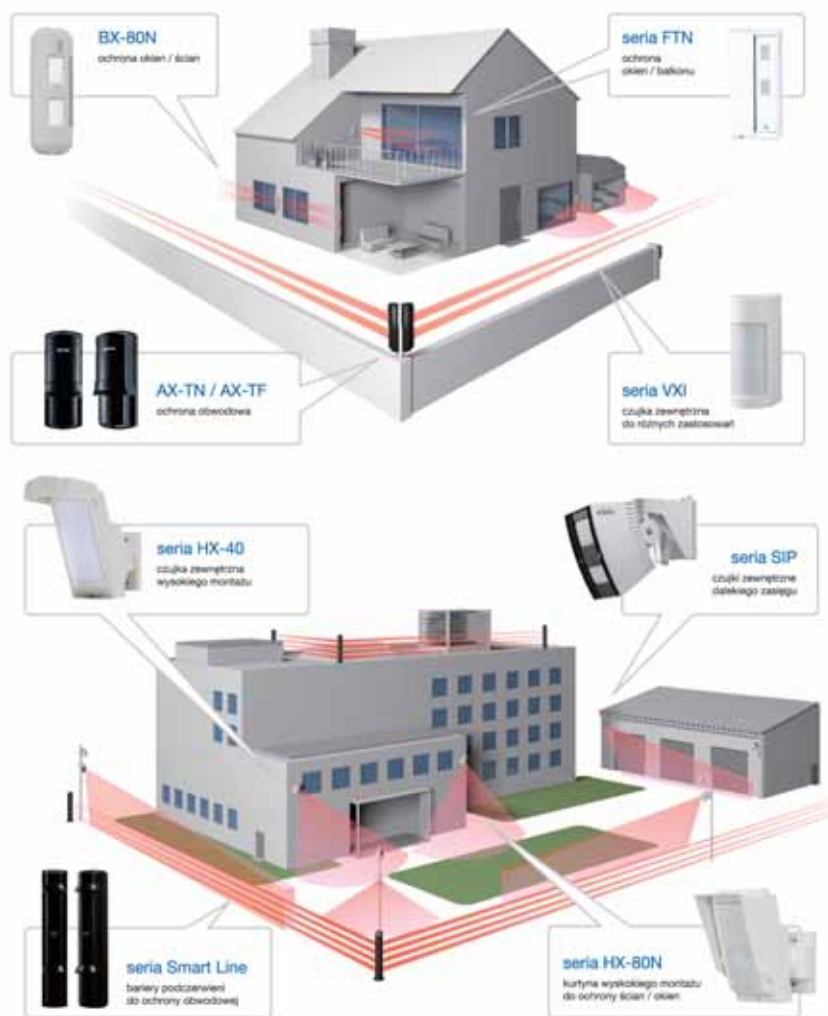 BX-80N
ochrona okien / ścian
seria FTN
ochrona
okien / balkonu
AX-TN / AX-TF
ochrona obwodowa
seria VXI
czujka zewnętrzna
do różnych zastosowań
seria HX-40
czujka zewnętrzna
wysokiego montażu
seria SIP
czujki zewnętrzne
dalekiego zasięgu
seria Smart Line
bariery podczerwieni
do ochrony obwodowej
seria HX-80N
kurtyna wyskokiego montażu
do ochrony ścian / okien